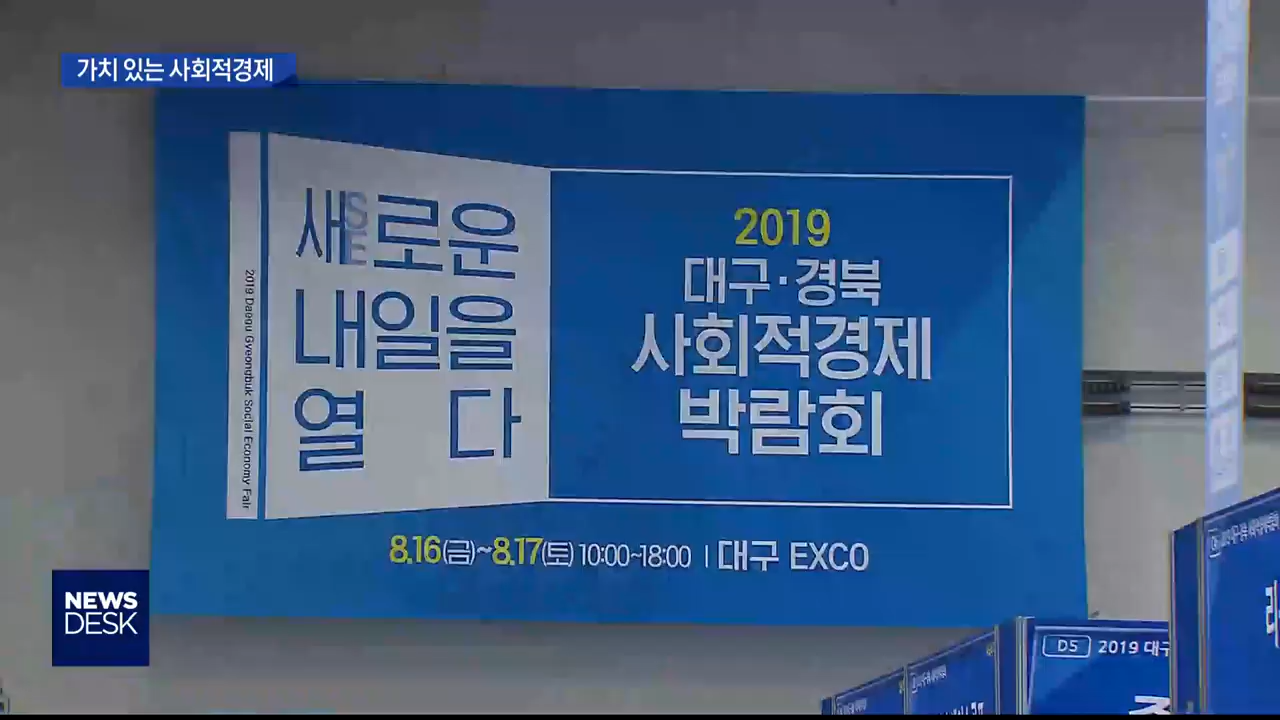 가치 있는 사회적경제
새로운
SE
내일을
열 다
2019 Daegu Gyeongbuk Social Economy Fair
2019
대구·경북
사회적경제
박람회
8.16(금)~8.17(토) 10:00~18:00 | 대구 EXCO
NEWS
DESK
D5 2019 대구